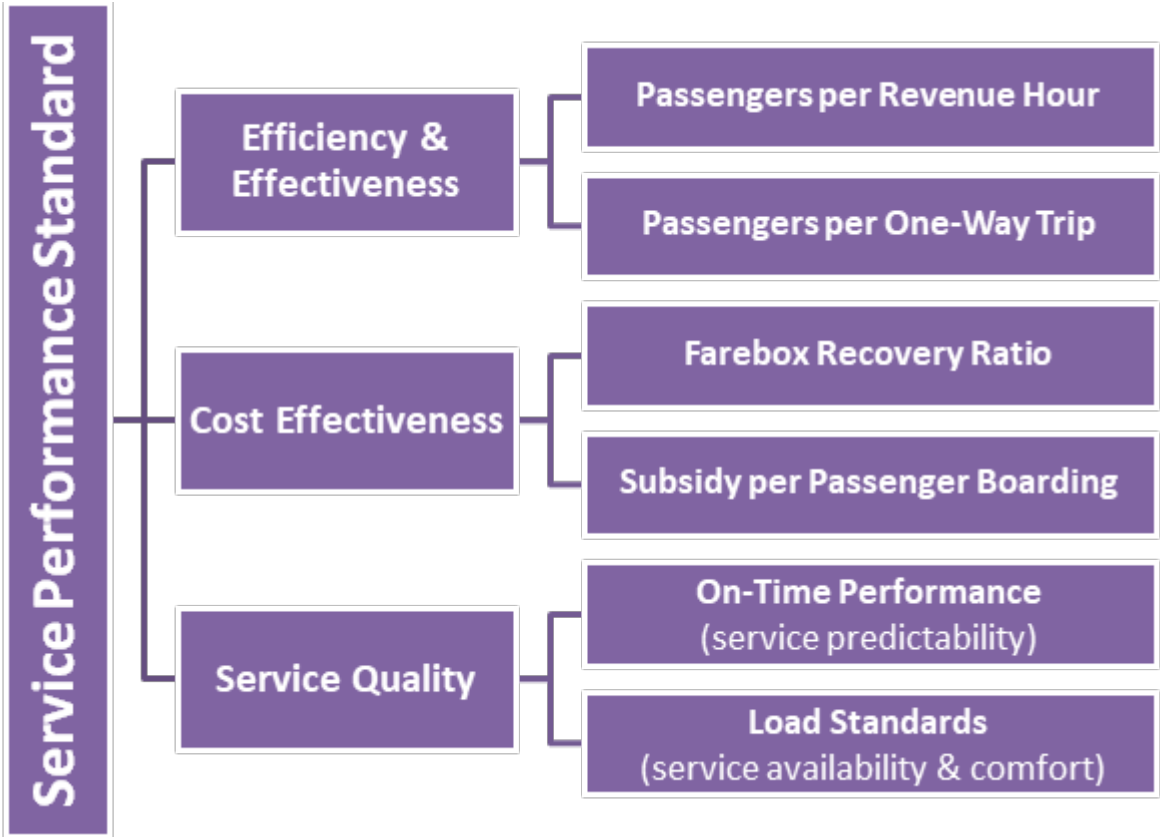 Service Performance Standard
Efficiency &
Effectiveness
Passengers per Revenue Hour
Passengers per One-Way Trip
Cost Effectiveness
Farebox Recovery Ratio
Subsidy per Passenger Boarding
Service Quality
On-Time Performance
(service predictability)
Load Standards
(service availability & comfort)